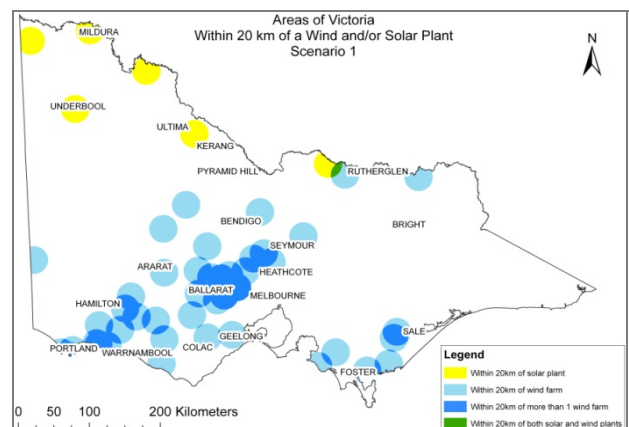 Areas of Victoria
Within 20 km of a Wind and/or Solar Plant
Scenario 1
N
MILDURA
UNDERBOOL
ULTIMA
KERANG
PYRAMID HILL
RUTHERGLEN
BENDIGO
BRIGHT
SEYMOUR
ARARAT
HEATHCOTE
BALLARAT
MELBOURNE
HAMILTON
GEELONG
SALE
PORTLAND
WARRNAMBOOL
COLAC
FOSTER
Legend
Within 20km of solar plant
Within 20km of wind farm
Within 20km of more than 1 wind farm
Within 20km of both solar and wind plants
0 50 100 200 Kilometers